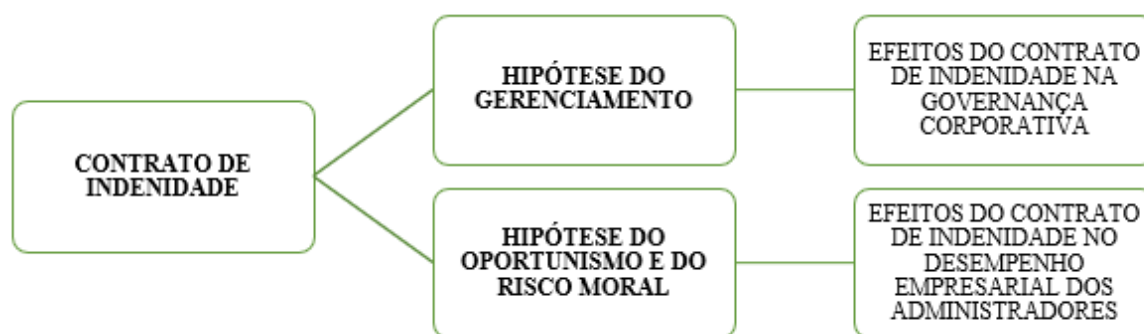 CONTRATO DE
INDENIDADE
HIPÓTESE DO
GERENCIAMENTO
EFEITOS DO CONTRATO
DE INDENIDADE NA
GOVERNANÇA
CORPORATIVA
HIPÓTESE DO
OPORTUNISMO E DO
RISCO MORAL
EFEITOS DO CONTRATO
DE INDENIDADE NO
DESEMPENHO
EMPRESARIAL DOS
ADMINISTRADORES